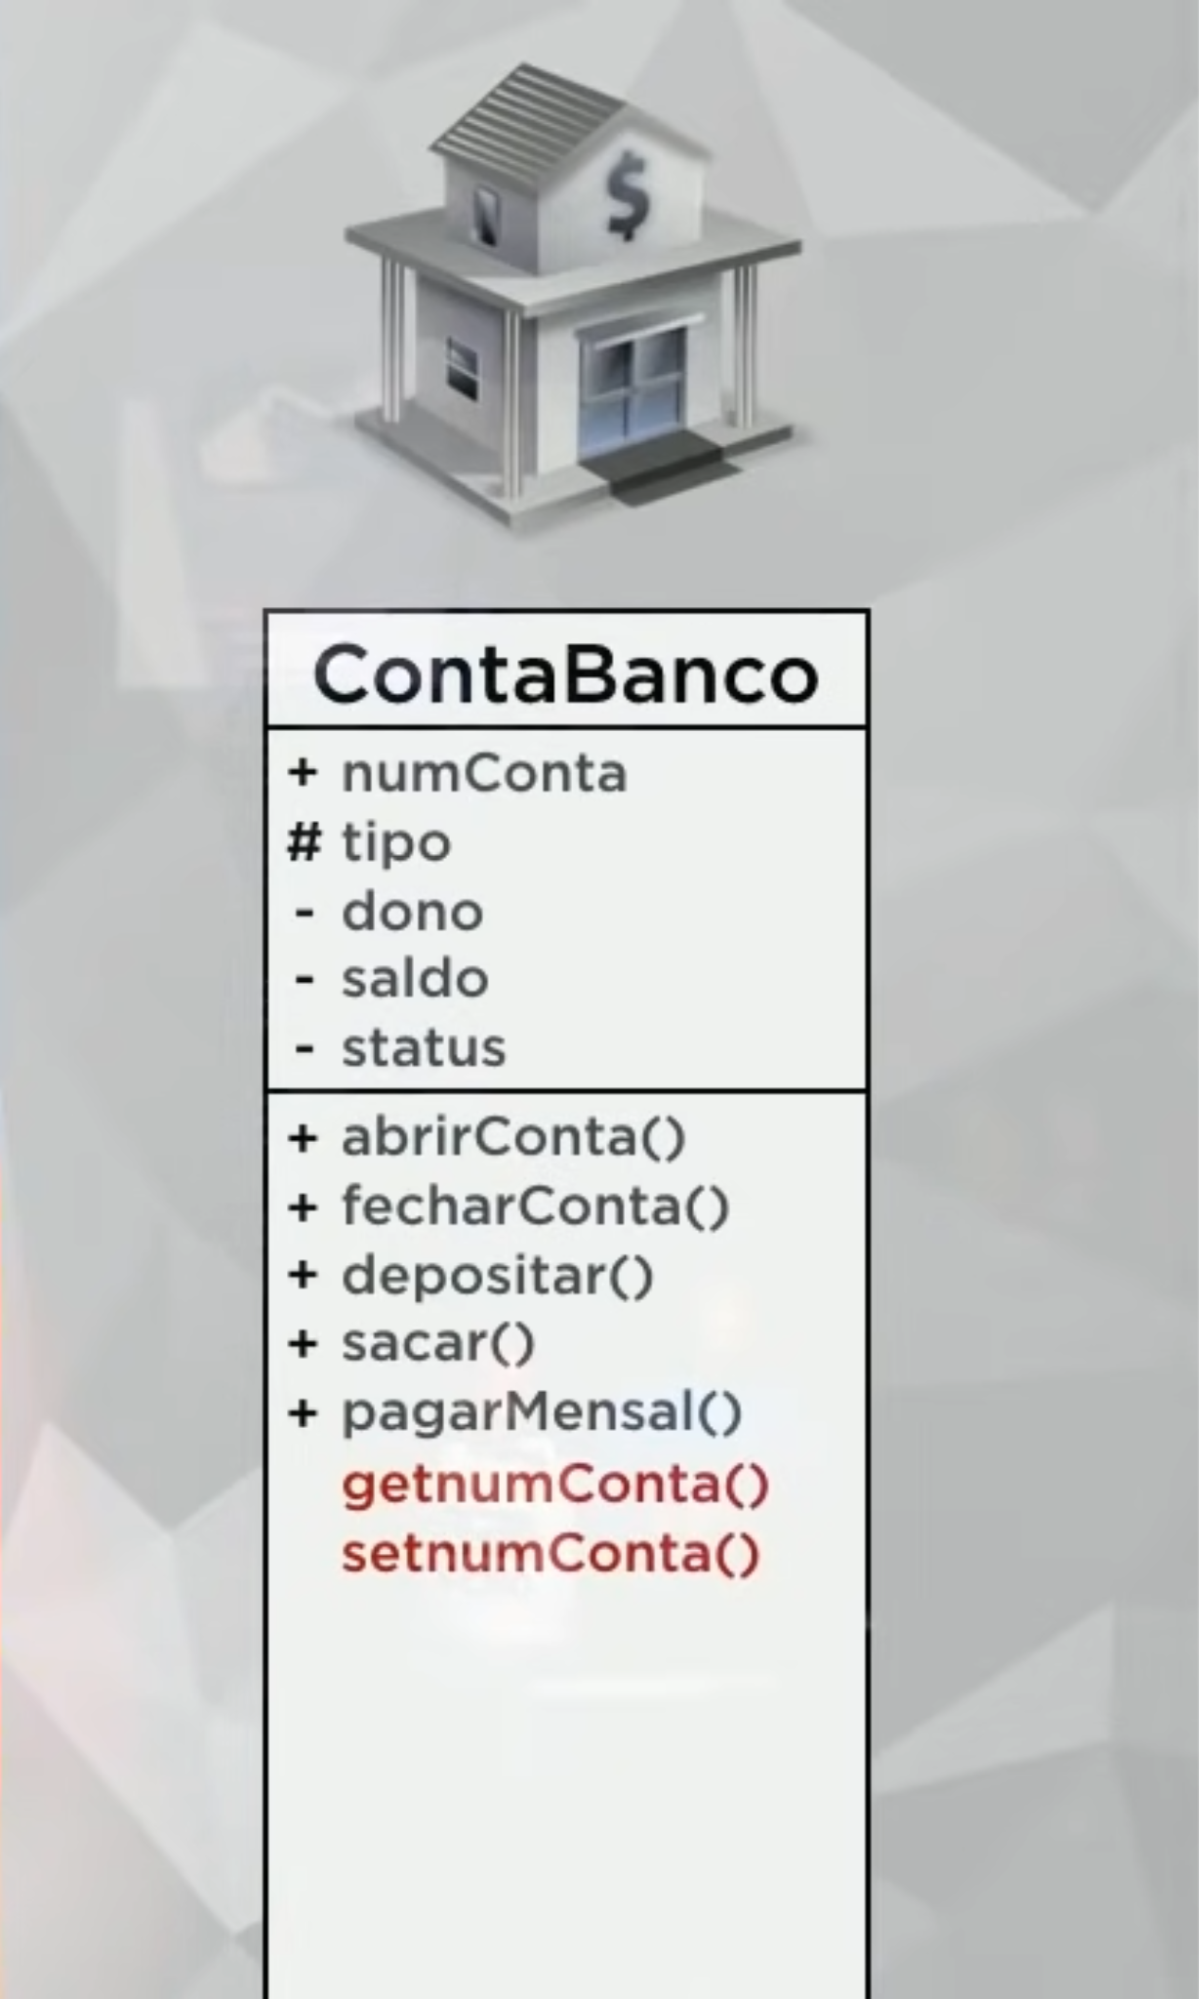 $
ContaBanco
+ numConta
# tipo
- dono
- saldo
- status
+ abrirConta()
+ fecharConta()
+ depositar()
+ sacar()
+ pagarMensal()
getnumConta()
setnumConta()